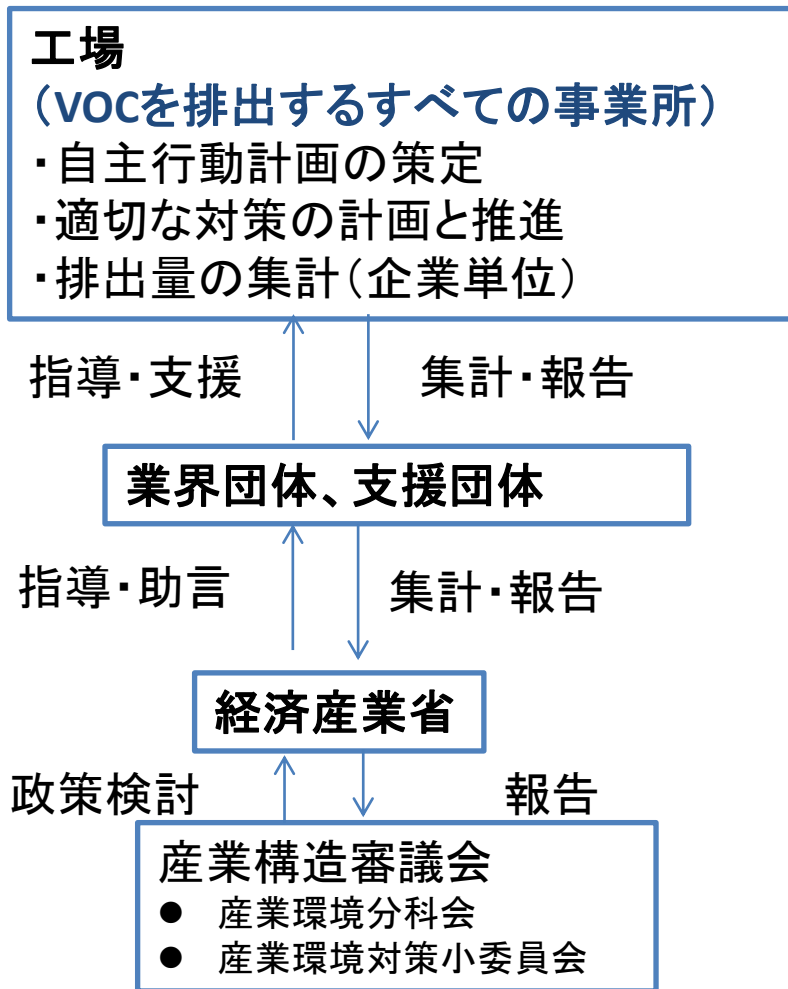 工場
（VOCを排出するすべての事業所）
・自主行動計画の策定
・適切な対策の計画と推進
・排出量の集計（企業単位）
指導・支援
集計・報告
業界団体、支援団体
指導・助言
集計・報告
経済産業省
政策検討
報告
産業構造審議会
● 産業環境分科会
● 産業環境対策小委員会